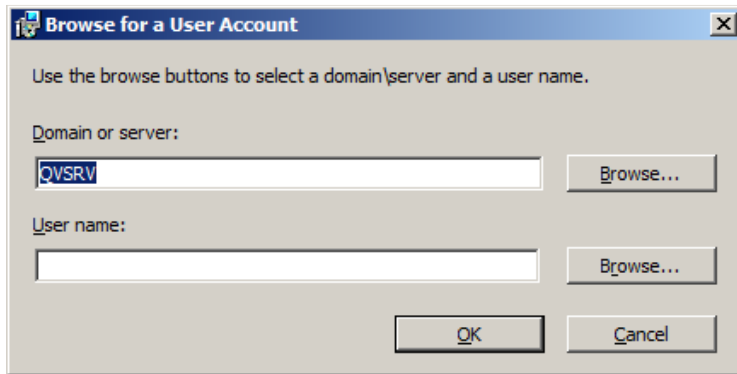 Browse for a User Account
Use the browse buttons to select a domain\server and a user name.
Domain or server:
QVSRV
Browse...
User name:
Browse...
OK
Cancel